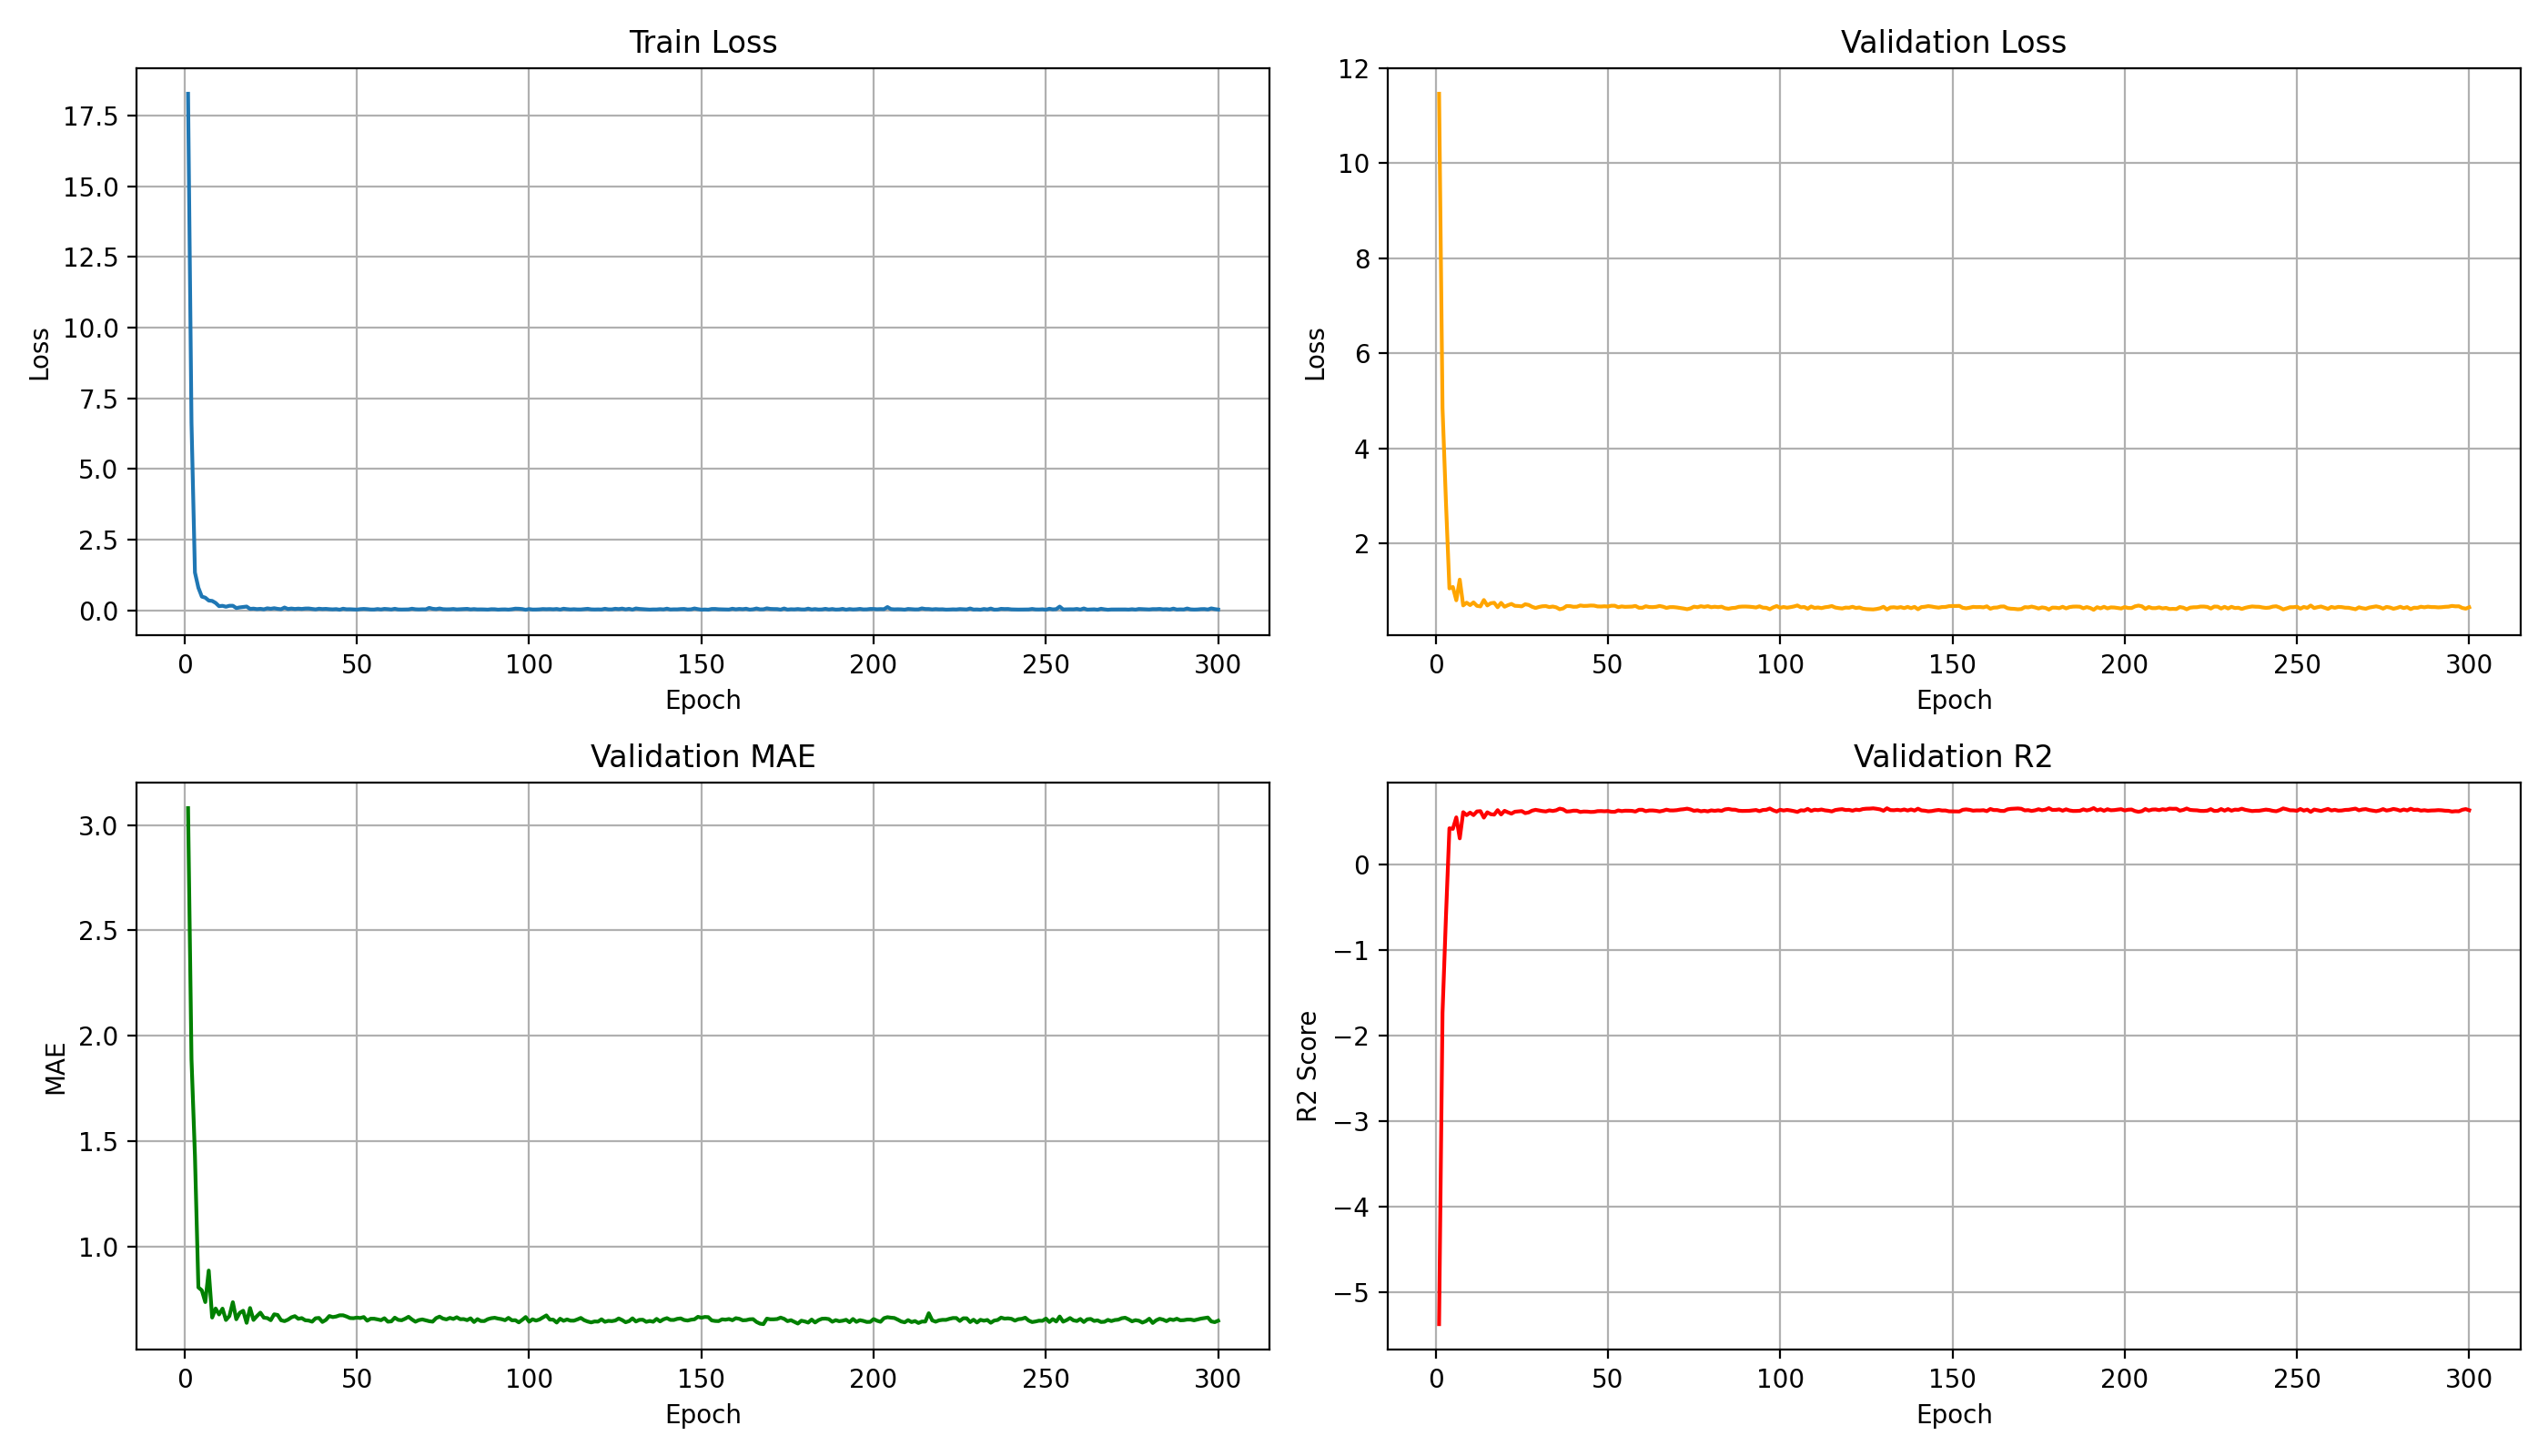 Train Loss
17.5
15.0
12.5
10.0
7.5
5.0
2.5
0.0
Loss
0 50 100 150 200 250 300
Epoch
Validation Loss
12
10
8
6
4
2
Loss
0 50 100 150 200 250 300
Epoch
Validation MAE
3.0
2.5
2.0
1.5
1.0
MAE
0 50 100 150 200 250 300
Epoch
Validation R2
0
−1
−2
−3
−4
−5
R2 Score
0 50 100 150 200 250 300
Epoch